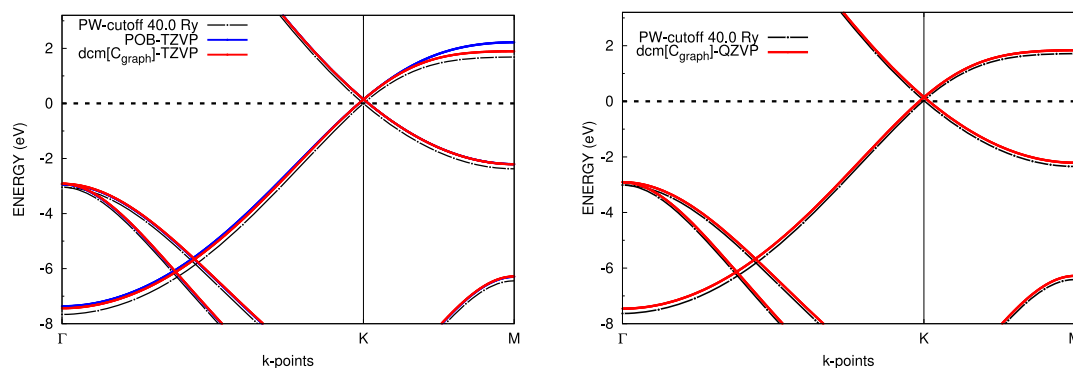 PW-cutoff 40.0 Ry
POB-TZVP
dcm[Cgraph]-TZVP
2
0
-2
-4
-6
-8
ENERGY (eV)
Γ
K
M
k-points
PW-cutoff 40.0 Ry
dcm[Cgraph]-QZVP
2
0
-2
-4
-6
-8
ENERGY (eV)
Γ
K
M
k-points